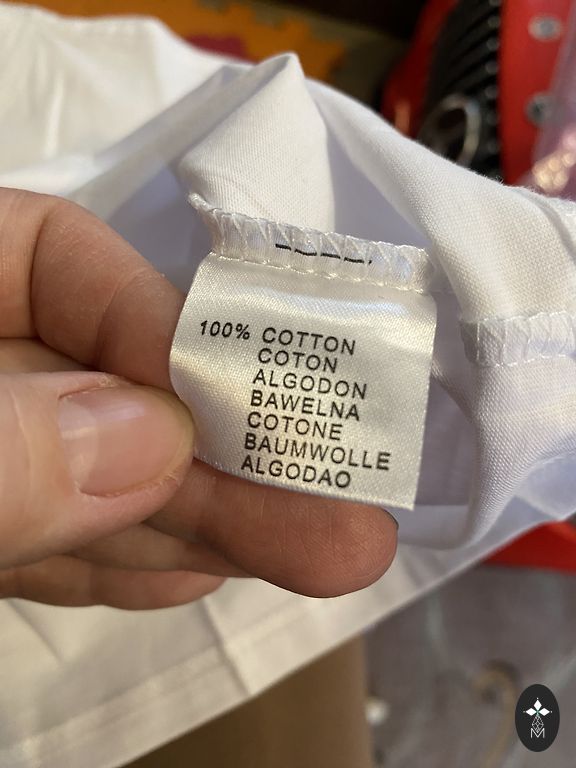 100% COTTON
COTON
ALGODON
BAWELNA
COTONE
BAUMWOLLE
ALGODAO
M